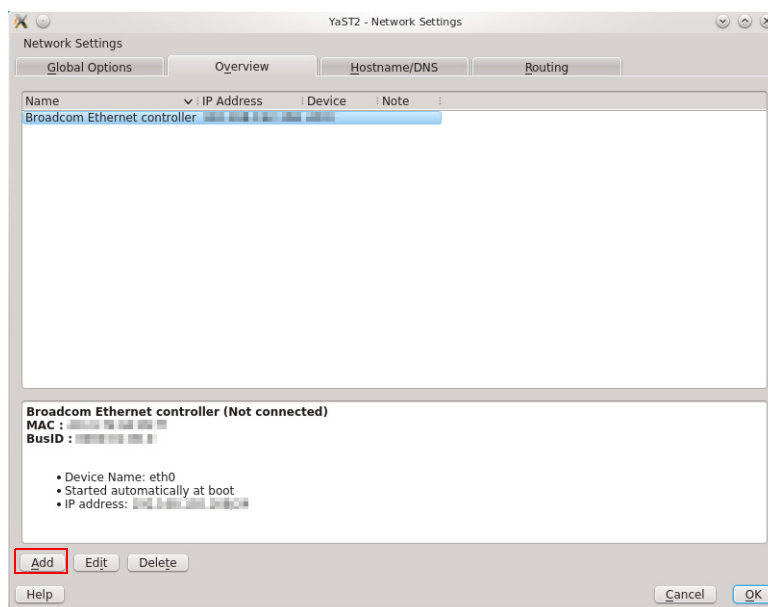 YaST2 - Network Settings
Network Settings
Global Options Overview Hostname/DNS Routing
Name IP Address Device Note
Broadcom Ethernet controller
Broadcom Ethernet controller (Not connected)
MAC :
BusID :
• Device Name: eth0
• Started automatically at boot
• IP address:
Add Edit Delete
Help Cancel OK